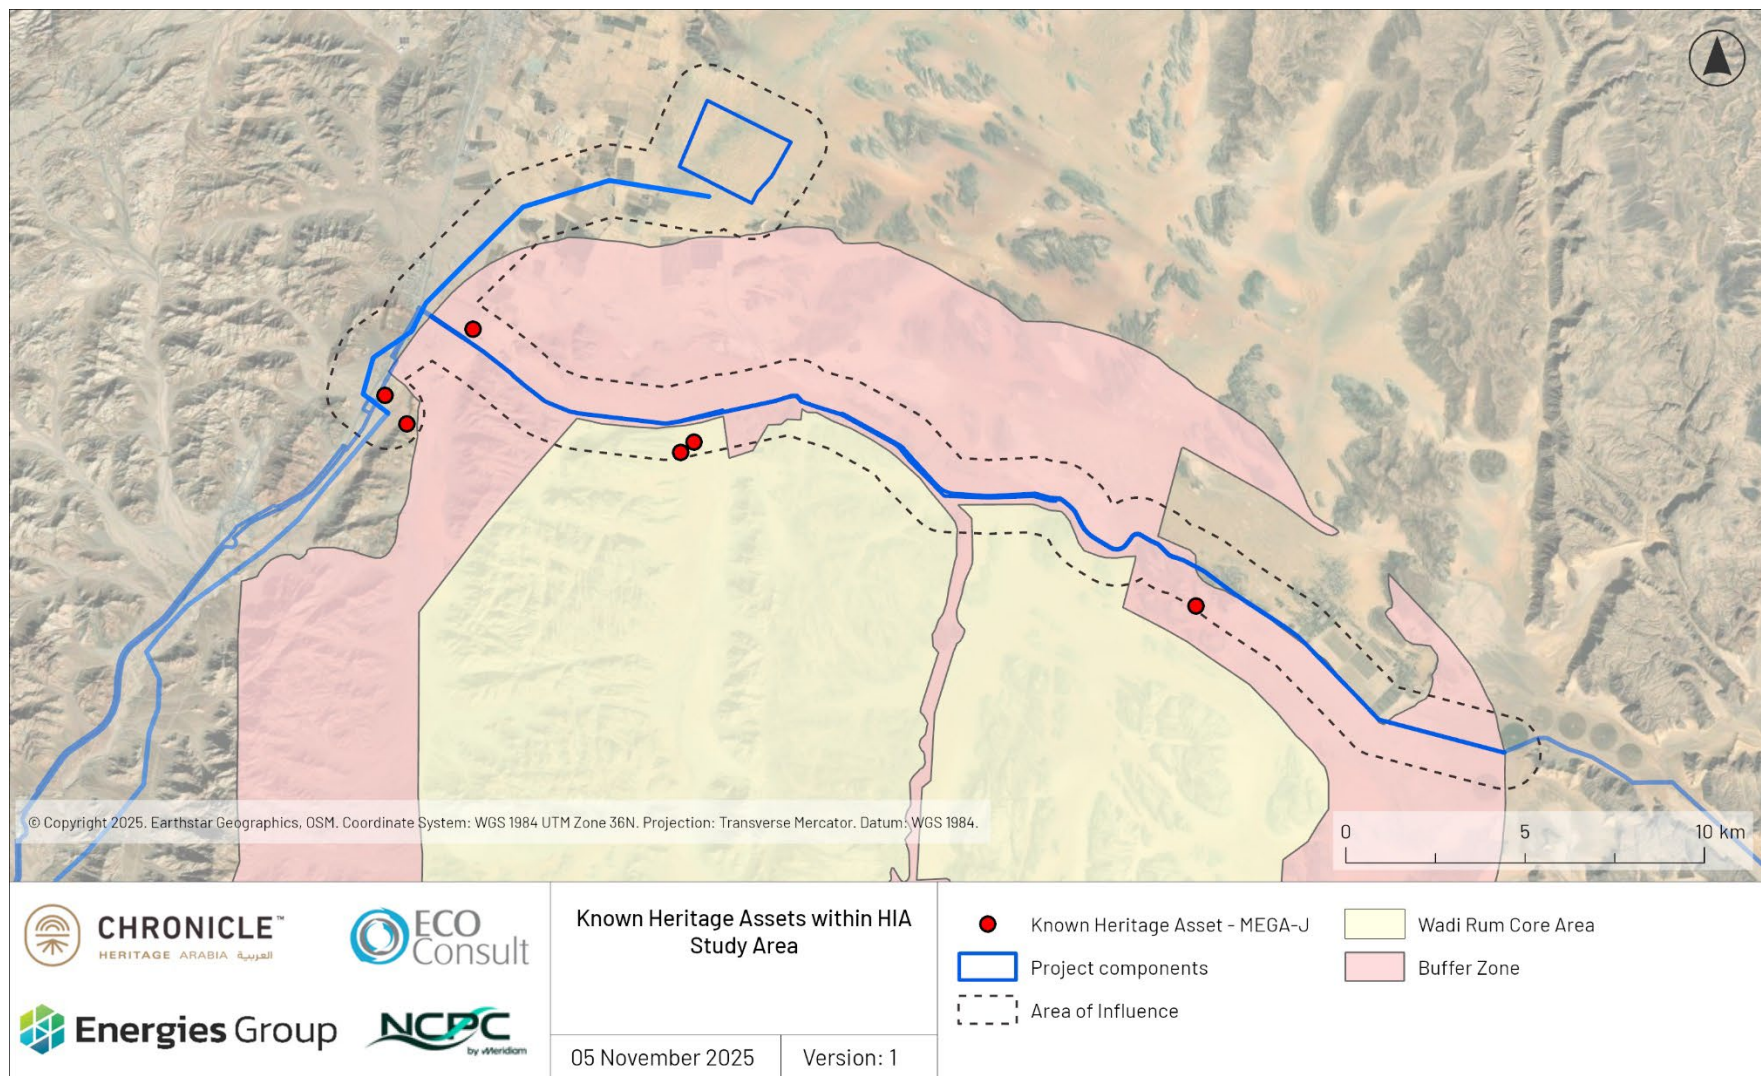 © Copyright 2025. Earthstar Geographics, OSM. Coordinate System: WGS 1984 UTM Zone 36N. Projection: Transverse Mercator. Datum: WGS 1984.
0 5 10 km
CHRONICLE™
HERITAGE ARABIA العربية
ECO
Consult
Energies Group
NCPC
by Meridiam
Known Heritage Assets within HIA
Study Area
05 November 2025
Version: 1
Known Heritage Asset - MEGA-J
Project components
Area of Influence
Wadi Rum Core Area
Buffer Zone